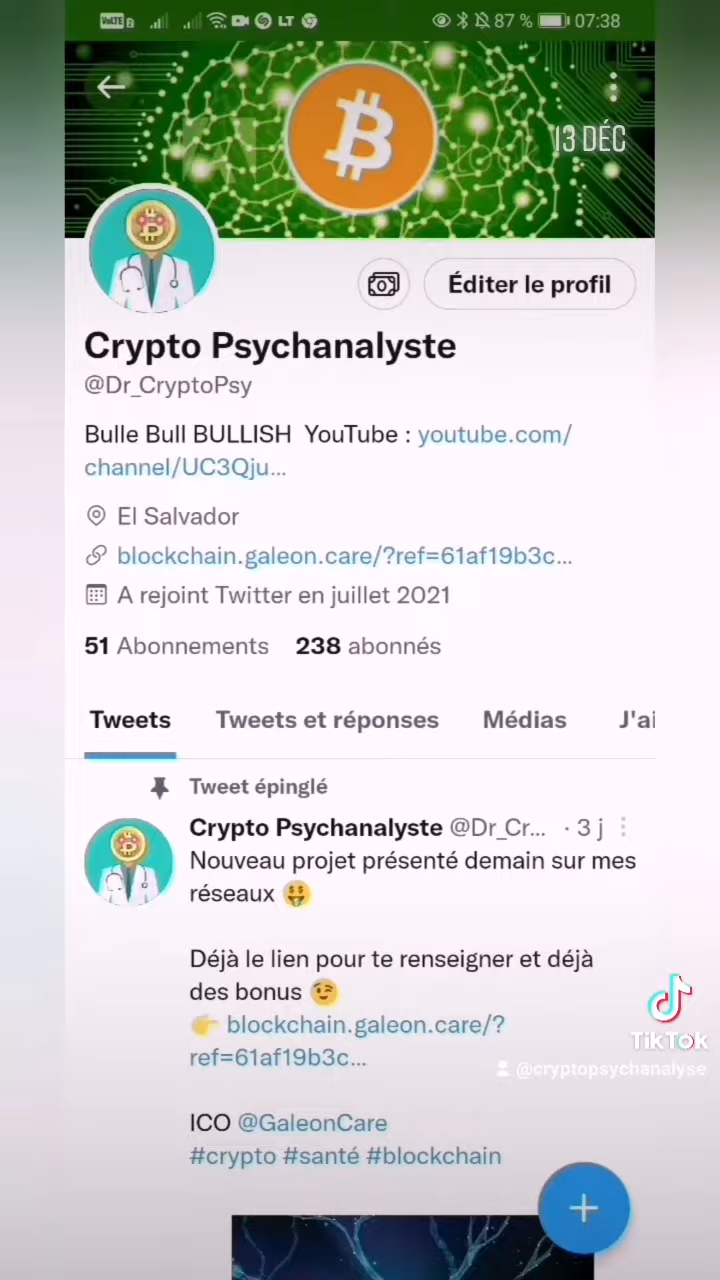 VoLTE 2 LT 87 % 07:38
13 DÉC
Éditer le profil
Crypto Psychanalyste
@Dr_CryptoPsy
Bulle Bull BULLISH YouTube : youtube.com/
channel/UC3Qju...
El Salvador
blockchain.galeon.care/?ref=61af19b3c...
A rejoint Twitter en juillet 2021
51 Abonnements 238 abonnés
Tweets Tweets et réponses Médias J'ai
Tweet épinglé
Crypto Psychanalyste @Dr_Cr... · 3 j
Nouveau projet présenté demain sur mes
réseaux 🤑
Déjà le lien pour te renseigner et déjà
des bonus 😉
👉 blockchain.galeon.care/?
ref=61af19b3c...
TikTok
@cryptopsychanalyse
ICO @GaleonCare
#crypto #santé #blockchain